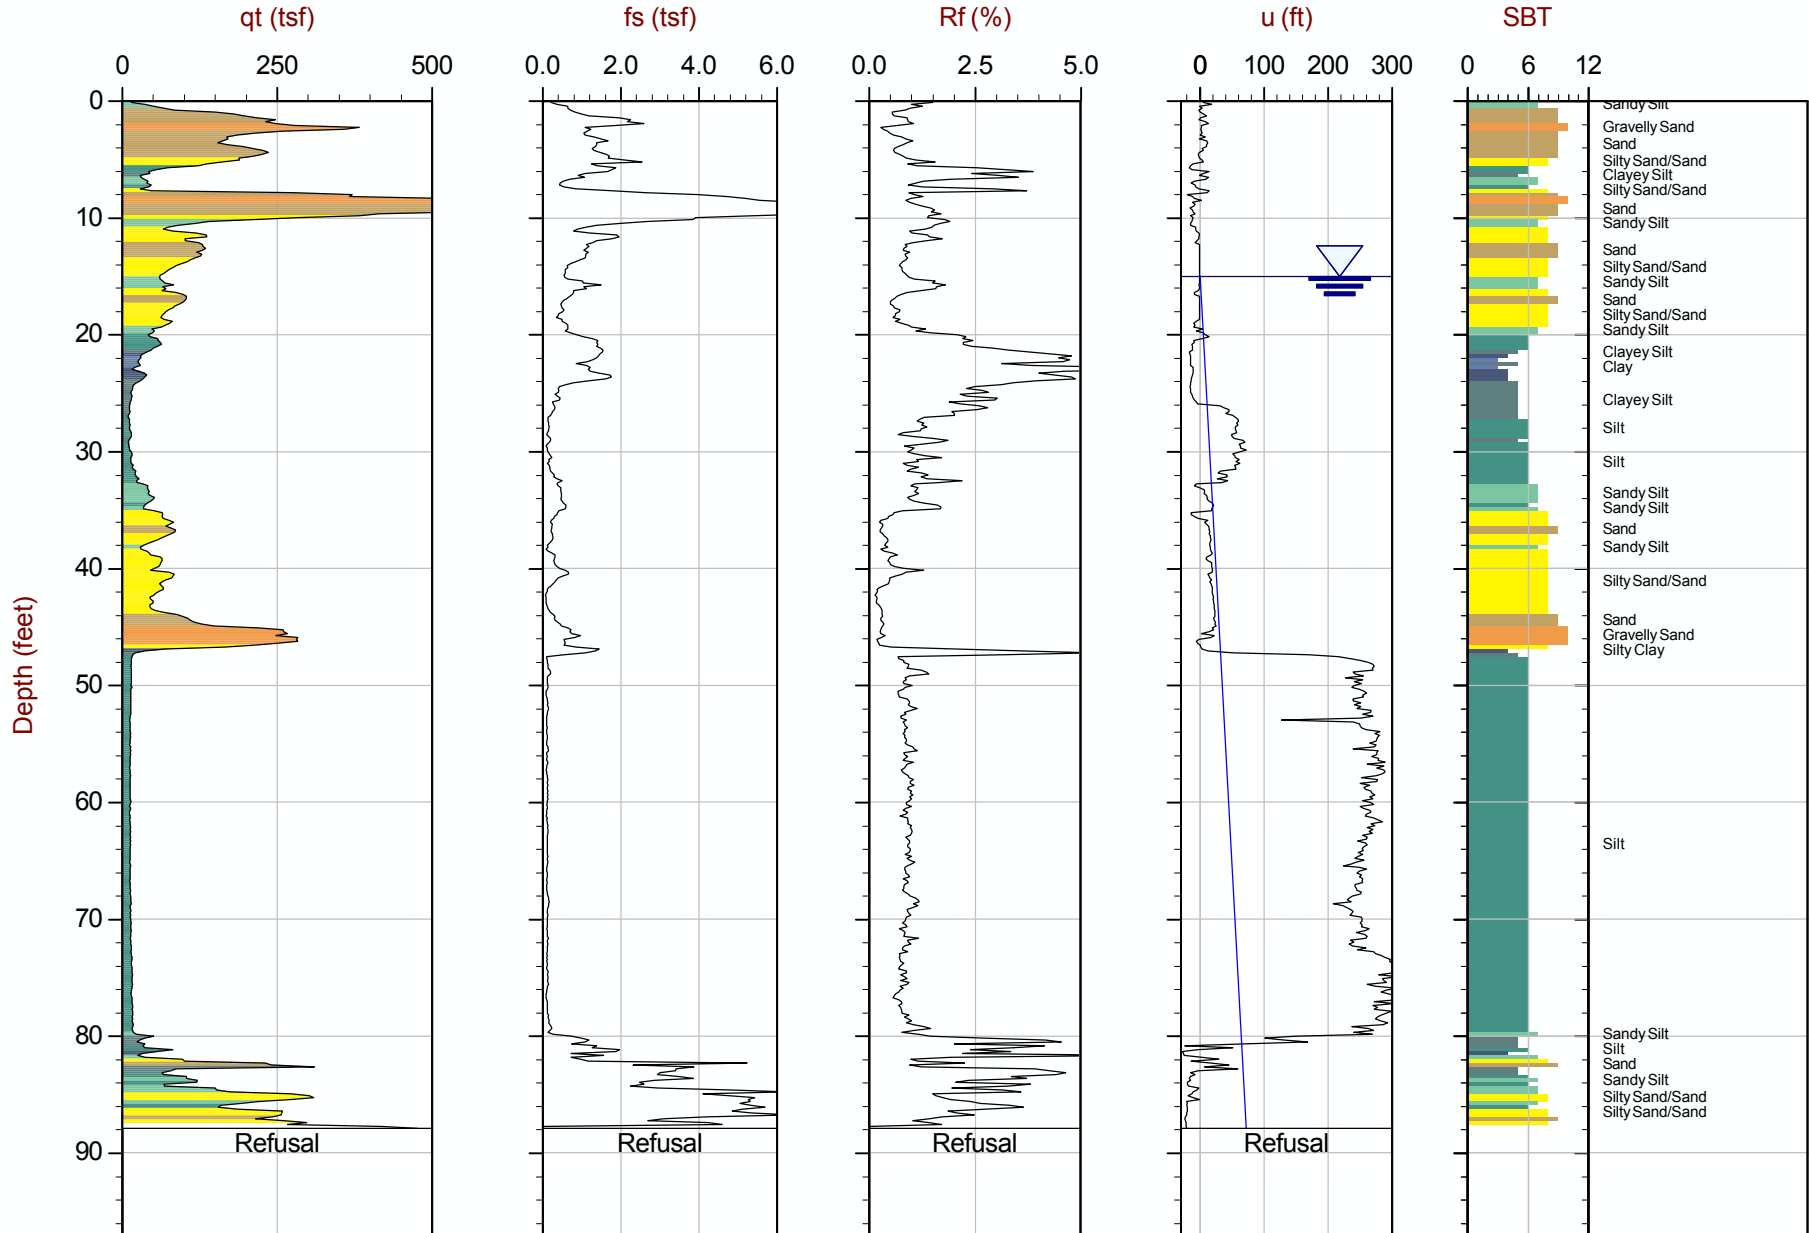 qt (tsf) fs (tsf) Rf (%) u (ft) SBT
0 250 500 0.0 2.0 4.0 6.0 0.0 2.5 5.0 0 100 200 300 0 6 12
0
Sandy Silt
Gravelly Sand
Sand
Silty Sand/Sand
Clayey Silt
Silty Sand/Sand
Sand
10
Sandy Silt
Sand
Silty Sand/Sand
Sandy Silt
Sand
Silty Sand/Sand
20
Sandy Silt
Clayey Silt
Clay
Clayey Silt
Silt
30
Silt
Sandy Silt
Sandy Silt
Sand
Sandy Silt
40
Silty Sand/Sand
Sand
Gravelly Sand
Silty Clay
Depth (feet)
50
60
Silt
70
80
Sandy Silt
Silt
Sand
Sandy Silt
Silty Sand/Sand
Silty Sand/Sand
Refusal Refusal Refusal Refusal
90